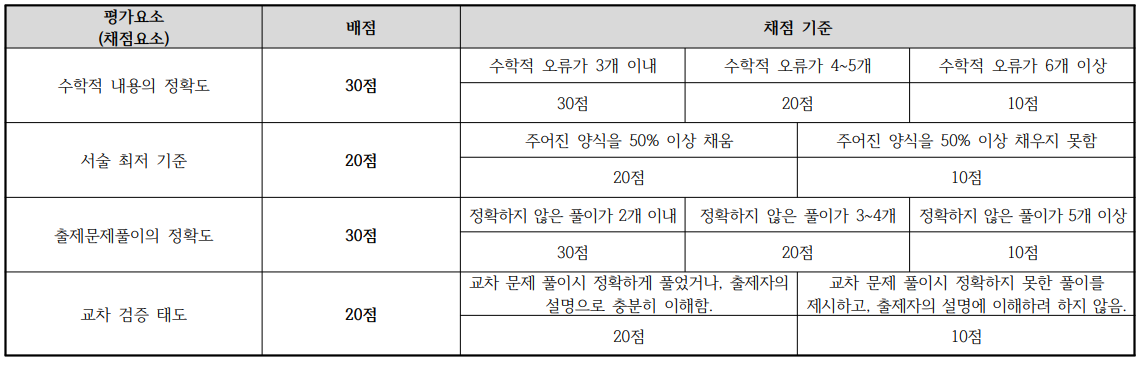 평가요소
(채점요소)
배점
채점 기준
수학적 내용의 정확도
30점
수학적 오류가 3개 이내
수학적 오류가 4~5개
수학적 오류가 6개 이상
30점
20점
10점
서술 최저 기준
20점
주어진 양식을 50% 이상 채움
주어진 양식을 50% 이상 채우지 못함
20점
10점
출제문제풀이의 정확도
30점
정확하지 않은 풀이가 2개 이내
정확하지 않은 풀이가 3~4개
정확하지 않은 풀이가 5개 이상
30점
20점
10점
교차 검증 태도
20점
교차 문제 풀이시 정확하게 풀었거나, 출제자의
설명으로 충분히 이해함.
교차 문제 풀이시 정확하지 못한 풀이를
제시하고, 출제자의 설명에 이해하려 하지 않음.
20점
10점